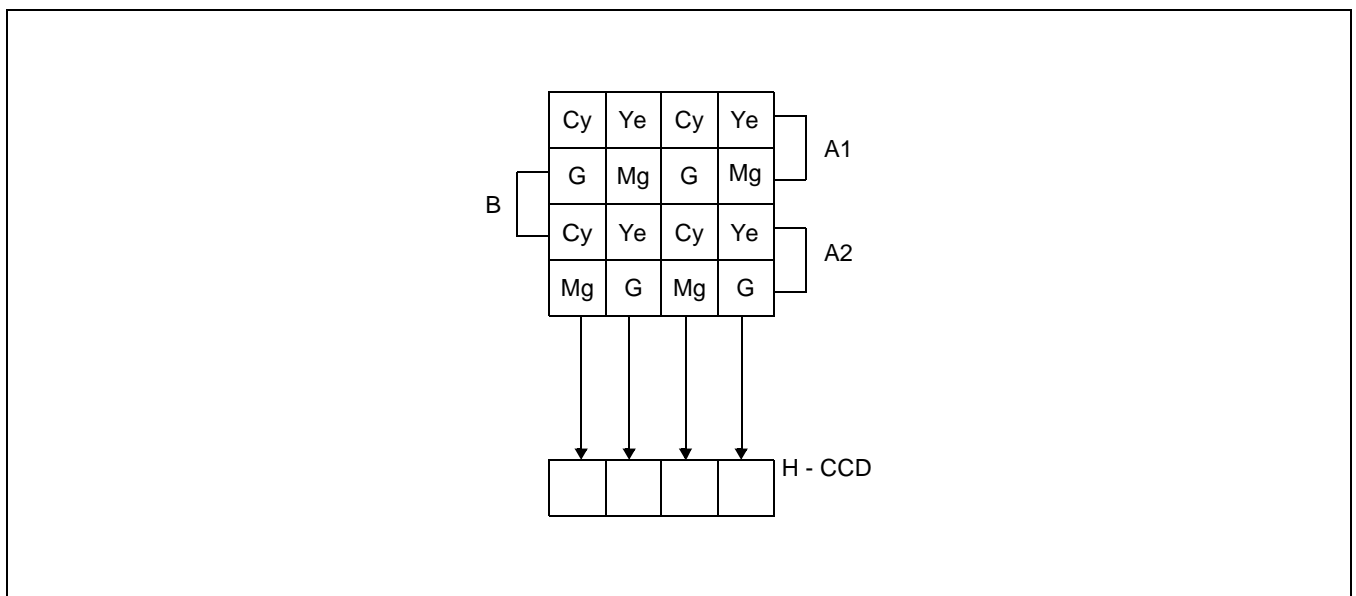 Cy Ye Cy Ye
A1
G Mg G Mg
B
Cy Ye Cy Ye
A2
Mg G Mg G
H - CCD